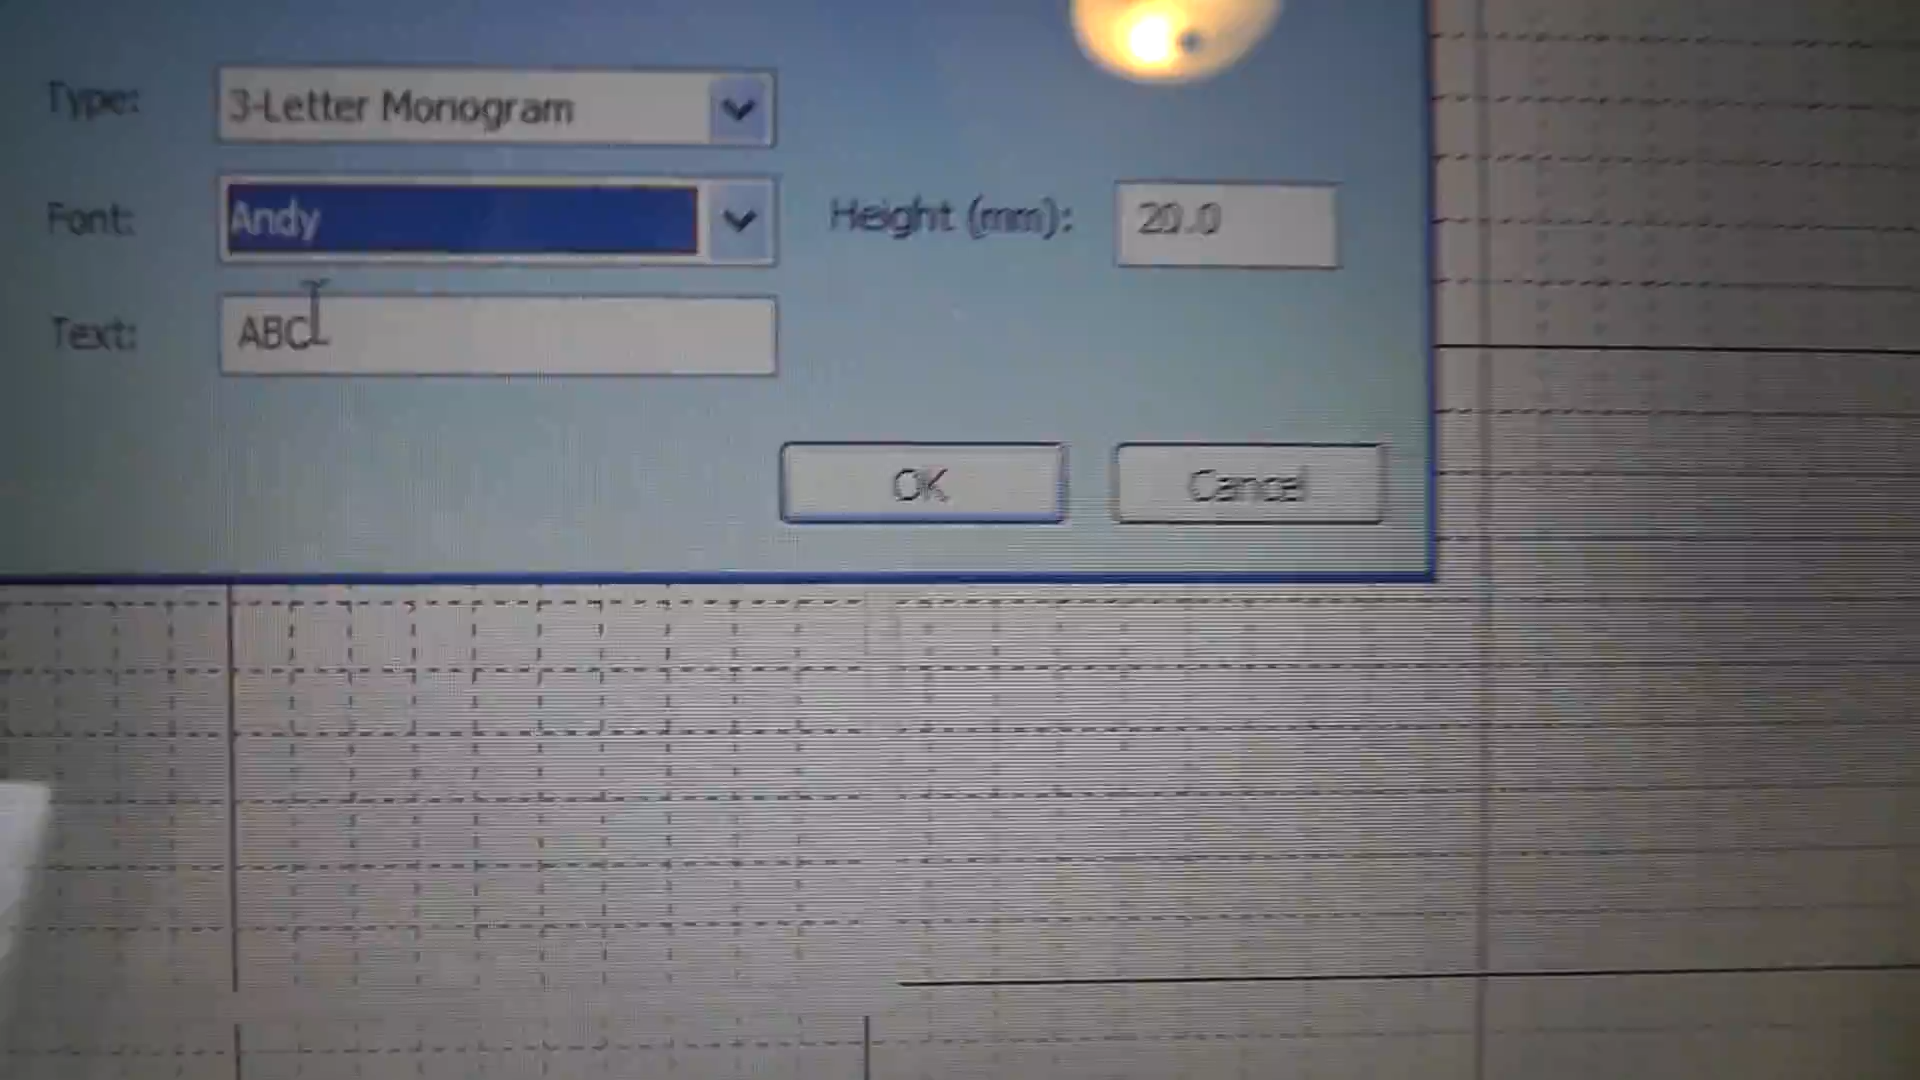 Type: 3-Letter Monogram
Font: Andy Height (mm): 20.0
Text: ABC
OK Cancel